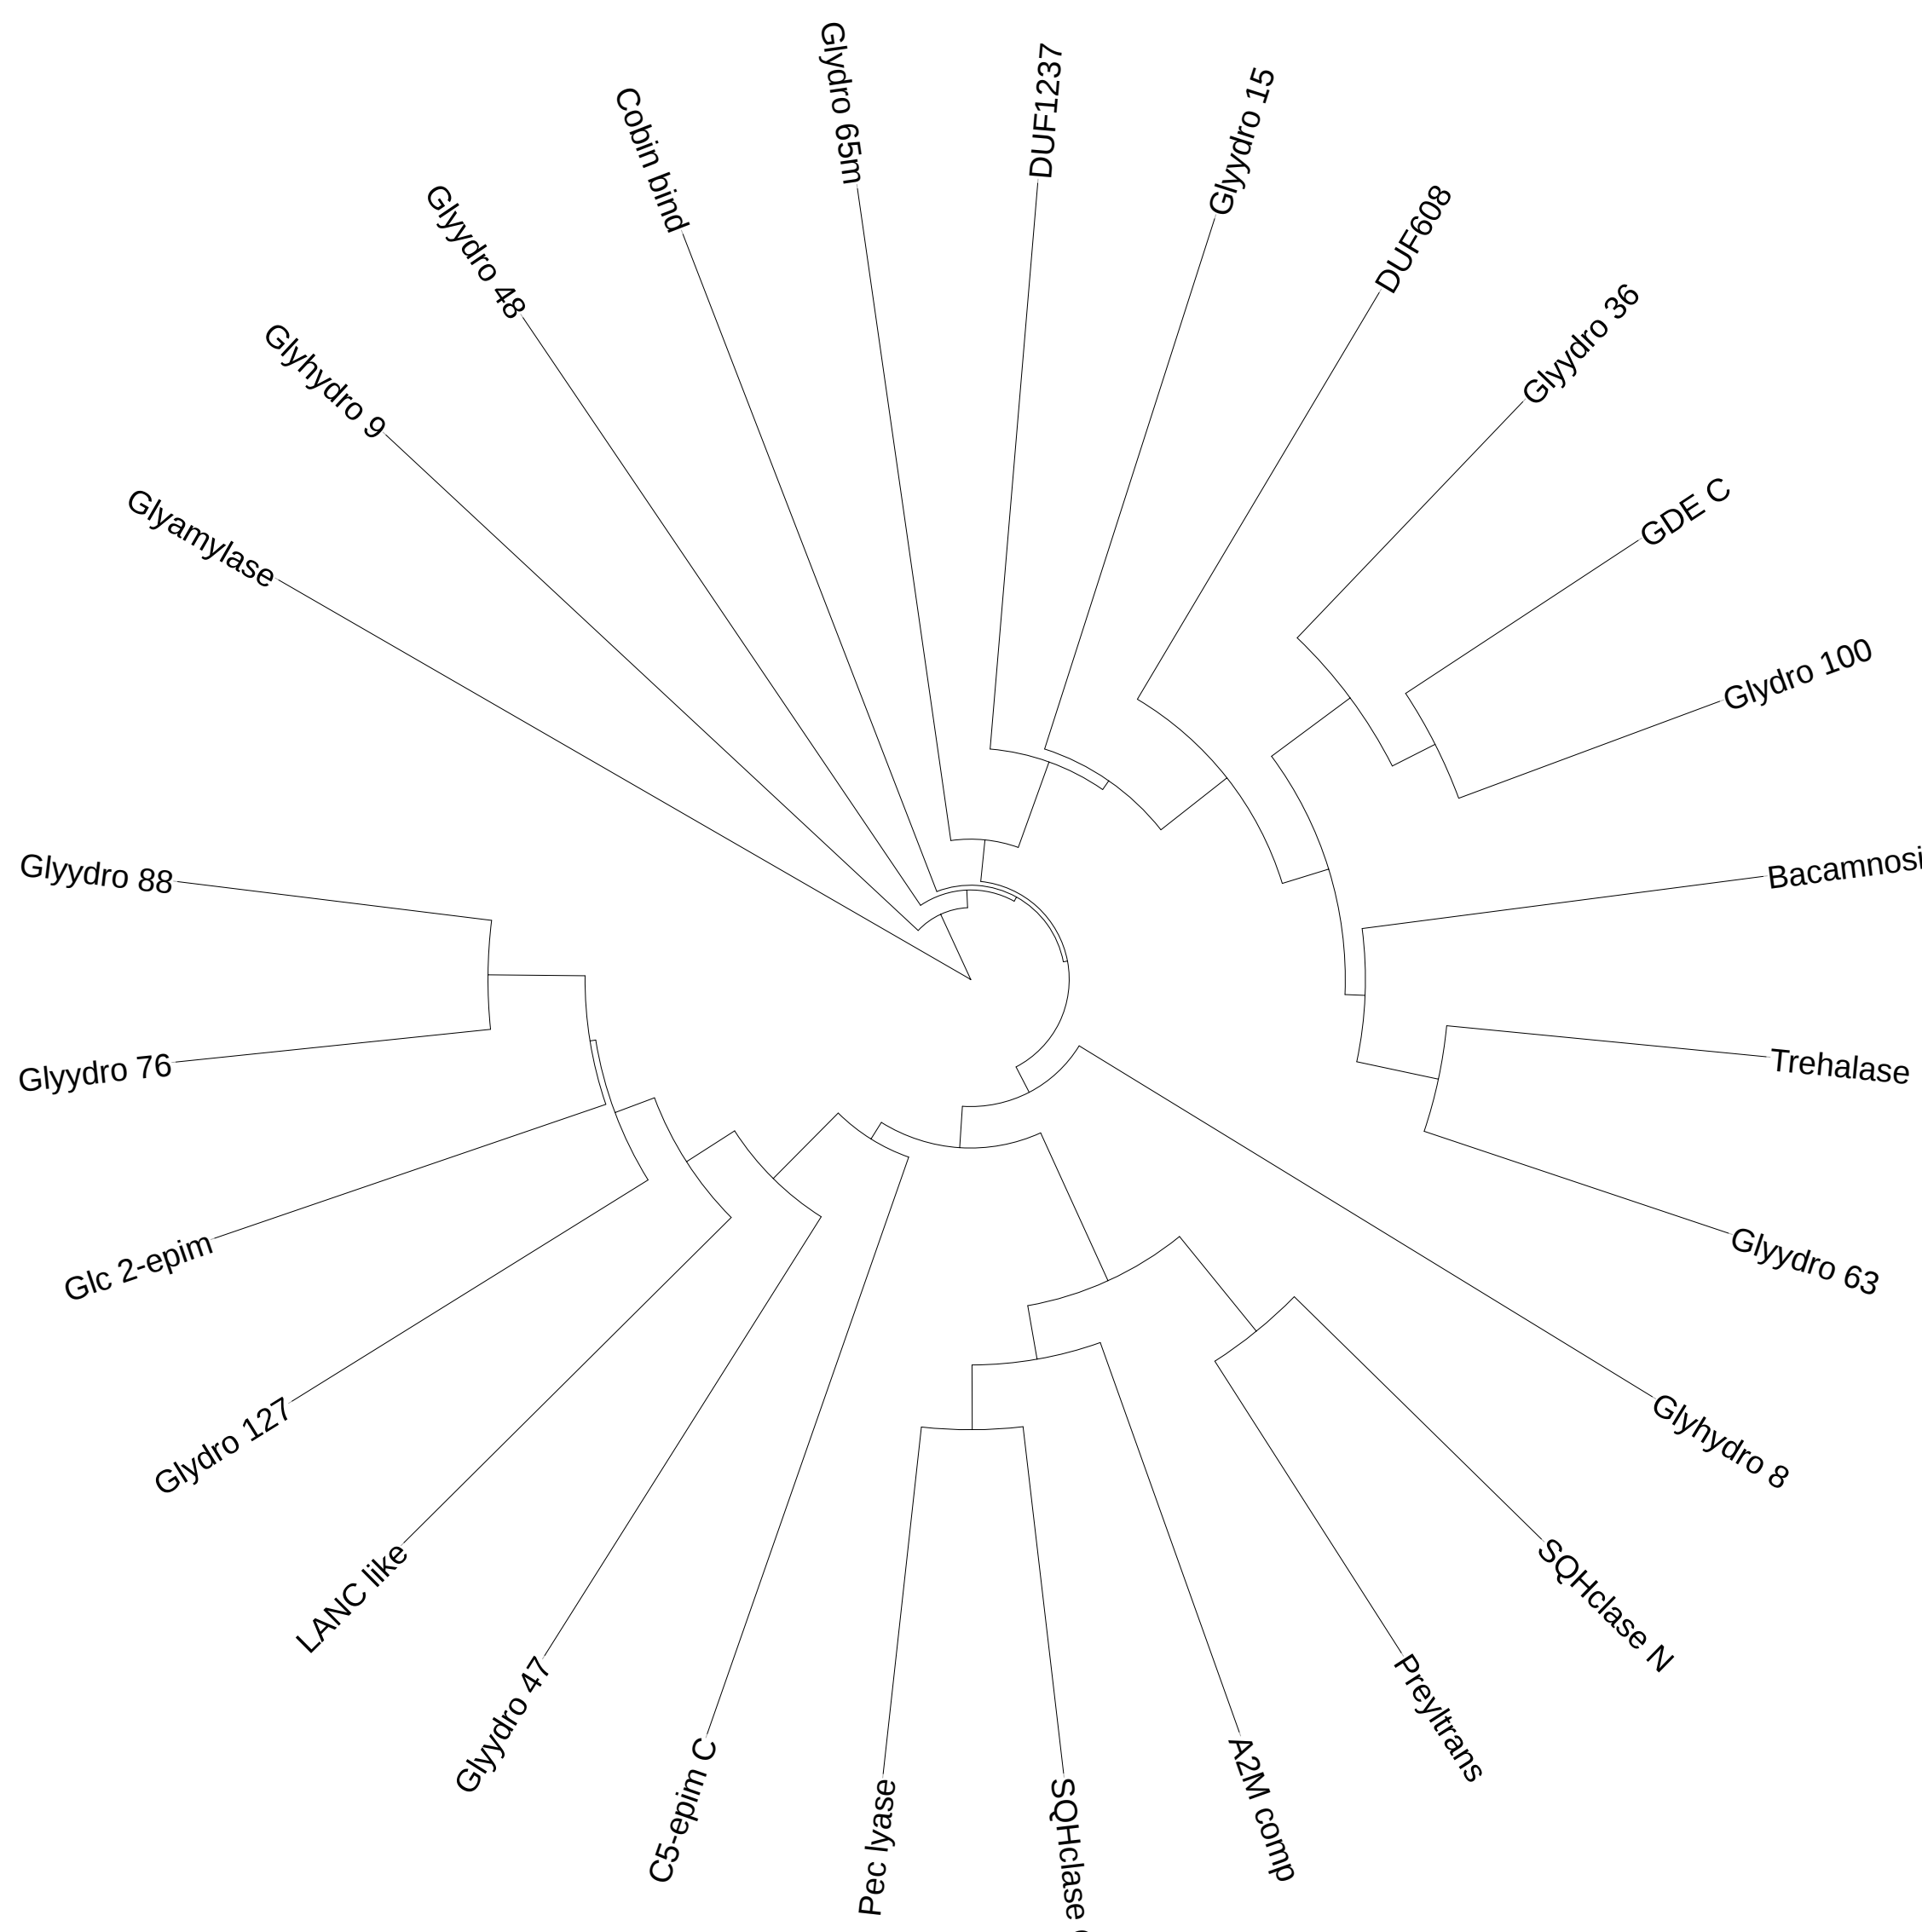 Glydro 65m
DUF1237
Glyydro 15
Cobin bind
DUF608
Glyydro 48
Glyydro 36
Glyhydro 9
GDE C
Glyamylase
Glydro 100
Glyydro 88
Bacamnosi
Glyydro 76
Trehalase
Glc 2-epim
Glyydro 63
Glydro 127
Glyhydro 8
LANC like
SQHclase N
Glyydro 47
Preyltrans
C5-epim C
A2M comp
Pec lyase
SQHclase